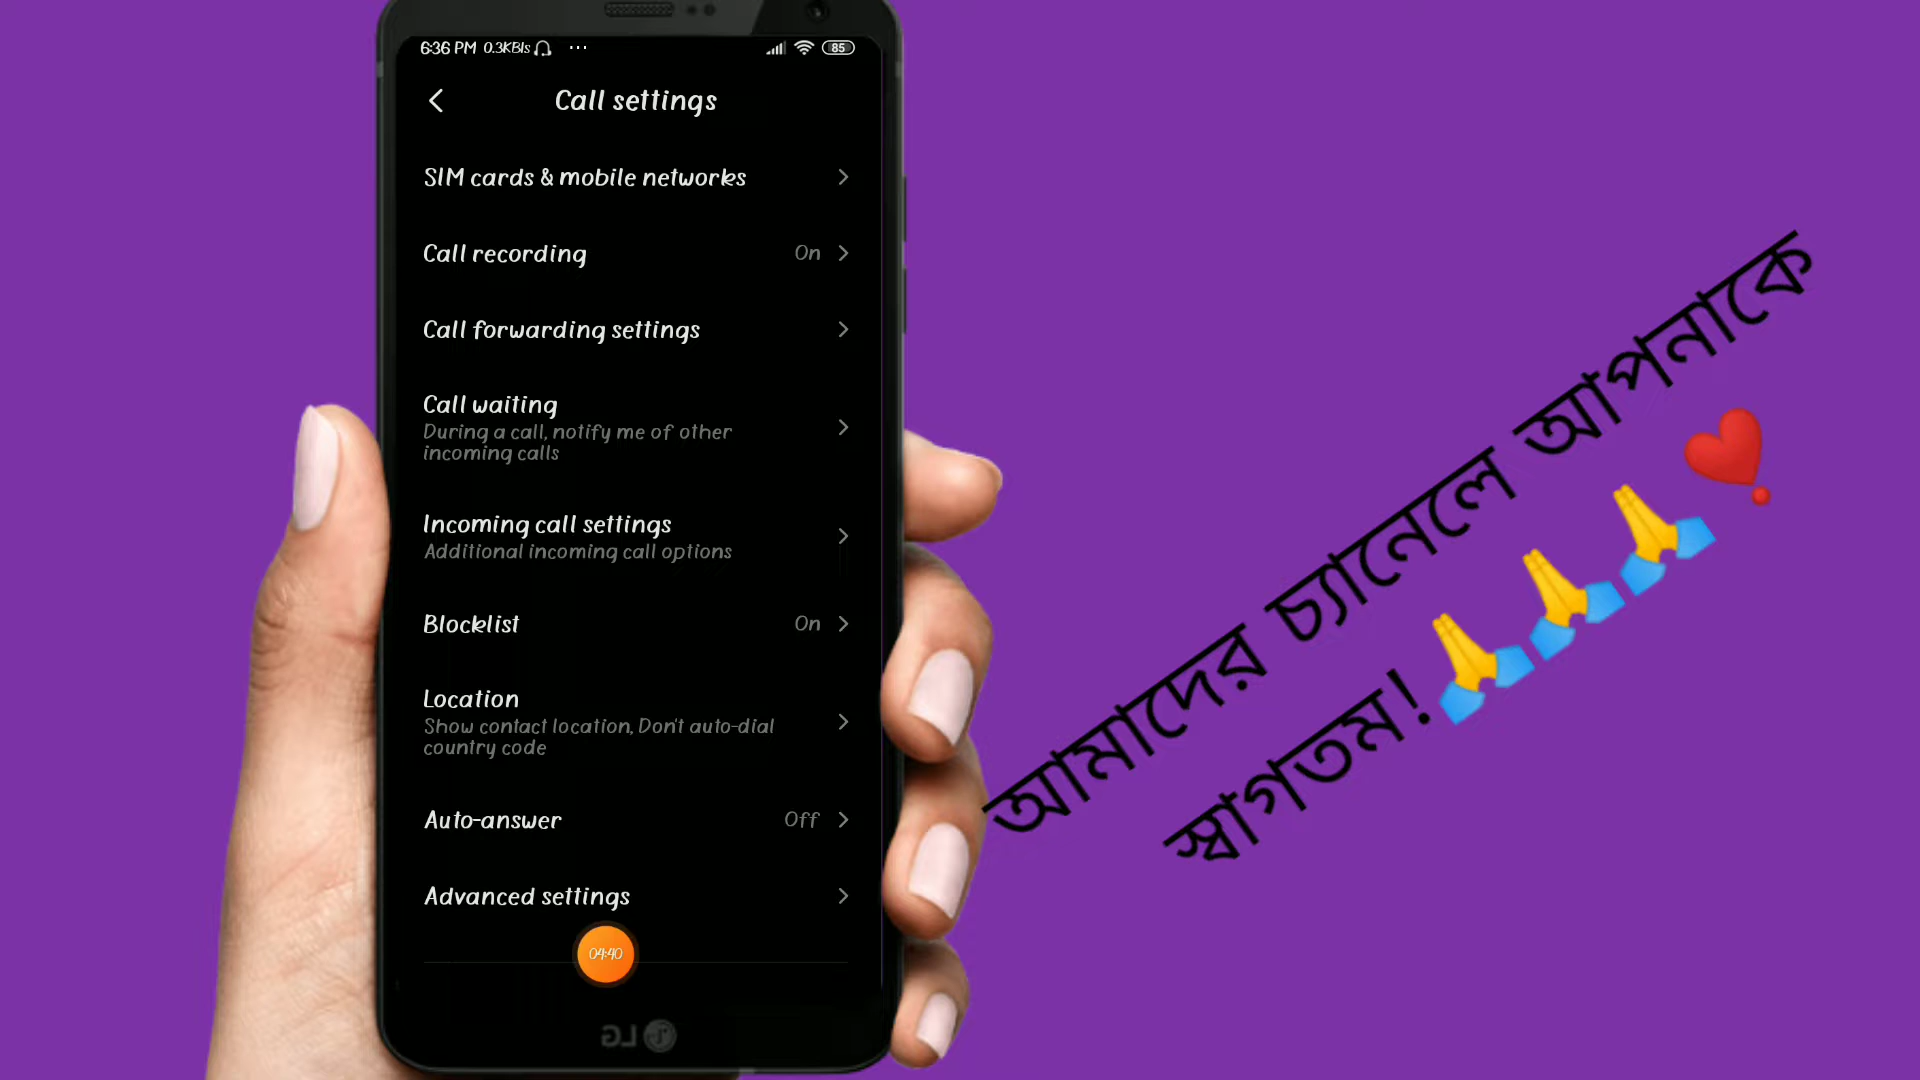 6:36 PM 0.3KB/s ... 85
Call settings
SIM cards & mobile networks
Call recording On
Call forwarding settings
Call waiting
During a call, notify me of other
incoming calls
Incoming call settings
Additional incoming call options
Blocklist On
Location
Show contact location, Don't auto-dial
country code
Auto-answer Off
Advanced settings
04:40
LG
আমাদের চ্যানেলে আপনাকে
স্বাগতম!🙏🙏🙏❣